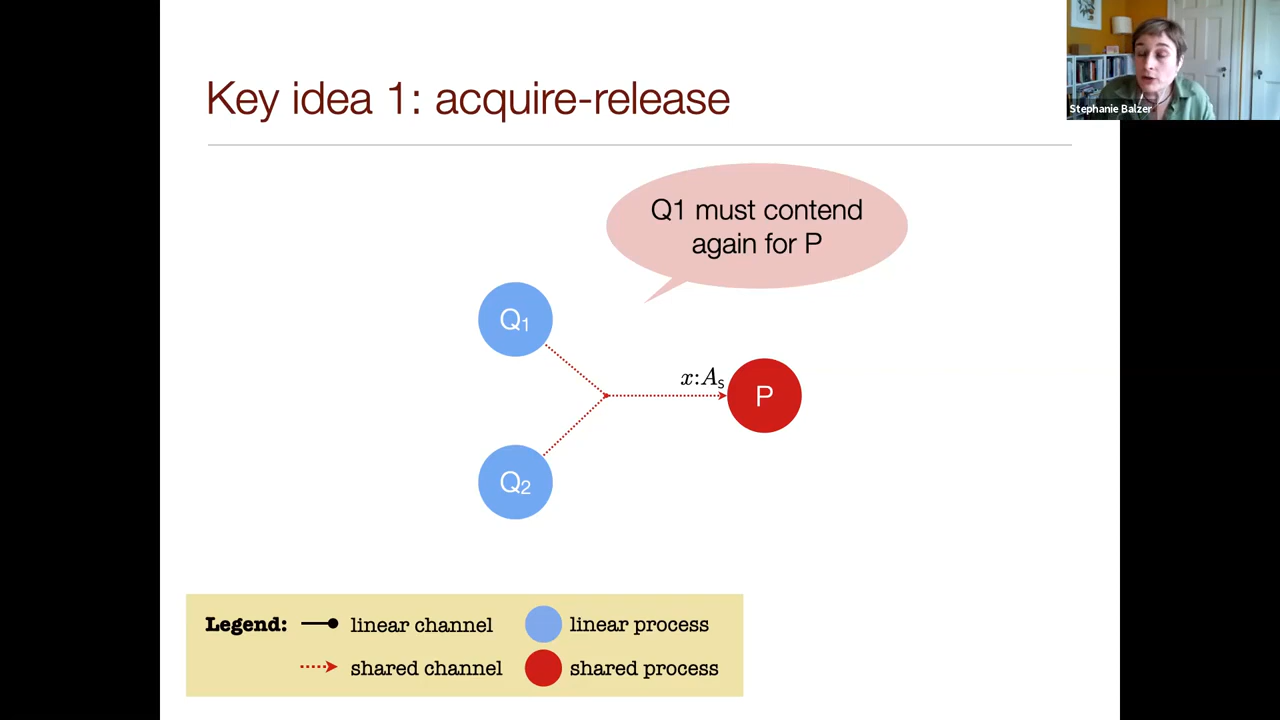 Key idea 1: acquire-release
Stephanie Balzer
Q1 must contend
again for P
Q₁
x:Aₛ
P
Q₂
Legend:
linear channel
linear process
shared channel
shared process